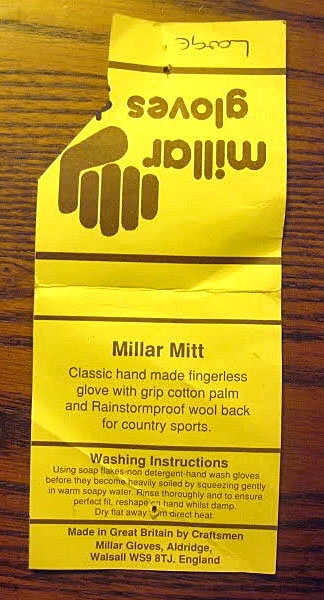 Large
gloves
millar
Millar Mitt
Classic hand made fingerless
glove with grip cotton palm
and Rainstormproof wool back
for country sports.
Washing Instructions
Using soap flakes-non detergent-hand wash gloves
before they become heavily soiled by squeezing gently
in warm soapy water. Rinse thoroughly and to ensure
perfect fit, reshape on hand whilst damp.
Dry flat away from direct heat.
Made in Great Britain by Craftsmen
Millar Gloves, Aldridge,
Walsall WS9 8TJ. England